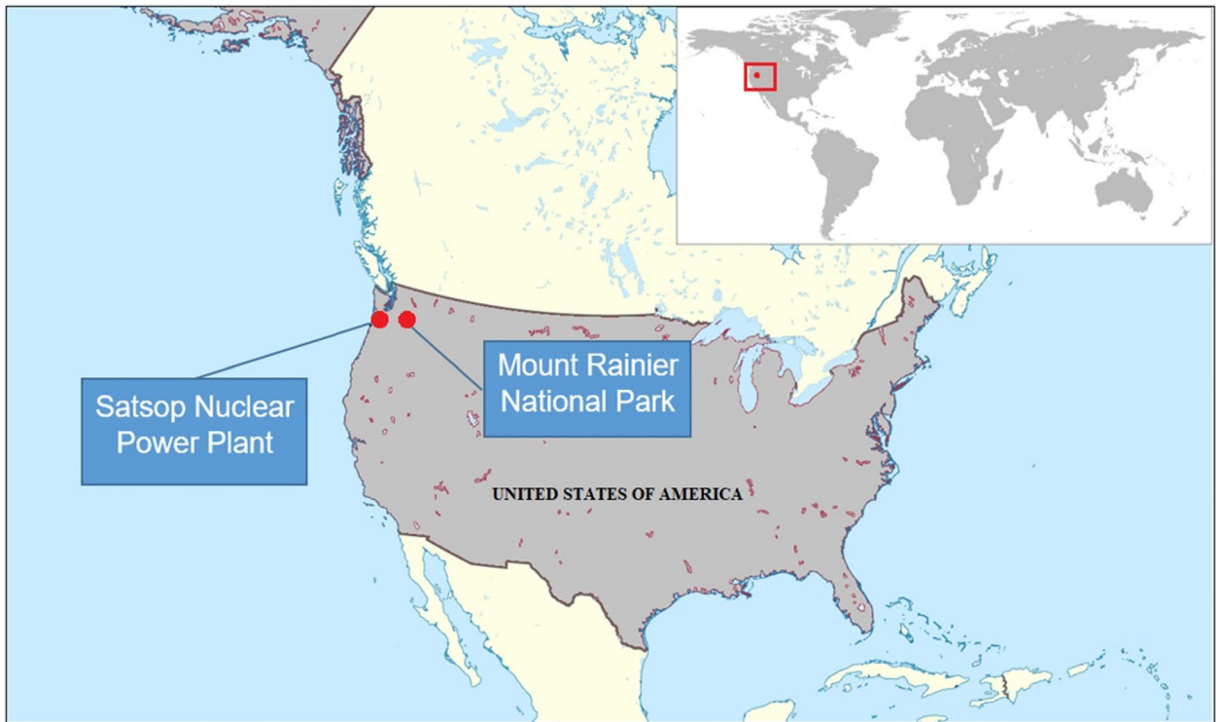 Mount Rainier
National Park
Satsop Nuclear
Power Plant
UNITED STATES OF AMERICA